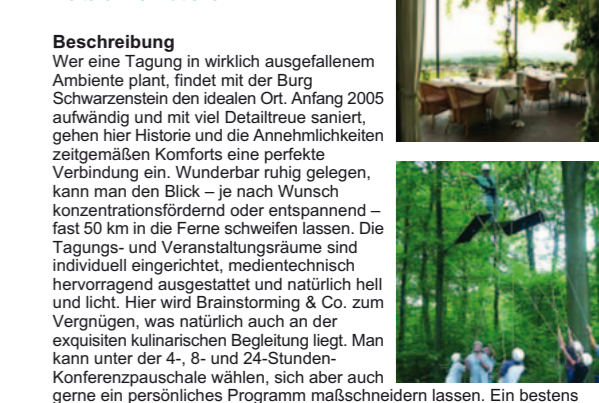 Beschreibung
Wer eine Tagung in wirklich ausgefallenem
Ambiente plant, findet mit der Burg
Schwarzenstein den idealen Ort. Anfang 2005
aufwändig und mit viel Detailtreue saniert,
gehen hier Historie und die Annehmlichkeiten
zeitgemäßen Komforts eine perfekte
Verbindung ein. Wunderbar ruhig gelegen,
kann man den Blick – je nach Wunsch
konzentrationsfördernd oder entspannend –
fast 50 km in die Ferne schweifen lassen. Die
Tagungs- und Veranstaltungsräume sind
individuell eingerichtet, medientechnisch
hervorragend ausgestattet und natürlich hell
und licht. Hier wird Brainstorming & Co. zum
Vergnügen, was natürlich auch an der
exquisiten kulinarischen Begleitung liegt. Man
kann unter der 4-, 8- und 24-Stunden-
Konferenzpauschale wählen, sich aber auch
gerne ein persönliches Programm maßschneidern lassen. Ein bestens